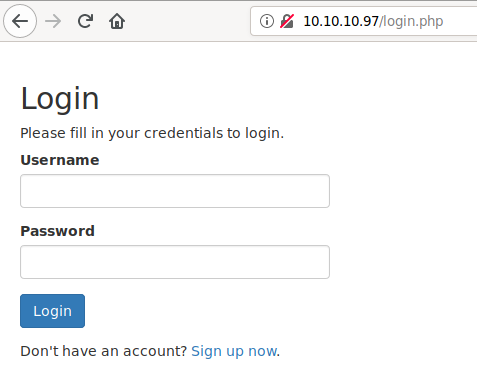 10.10.10.97/login.php
Login
Please fill in your credentials to login.
Username
Password
Login
Don't have an account? Sign up now.